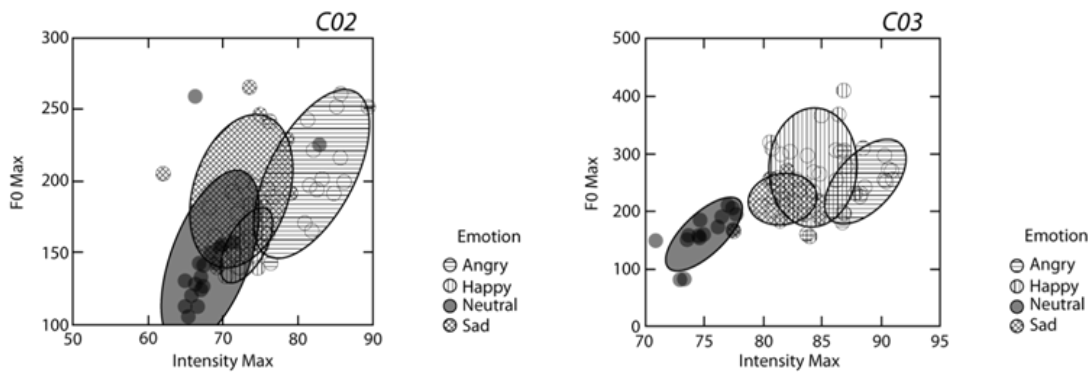 C02
300
250
200
150
100
F0 Max
50
60
70
80
90
Intensity Max
Emotion
Angry
Happy
Neutral
Sad
C03
500
400
300
200
100
0
F0 Max
70
75
80
85
90
95
Intensity Max
Emotion
Angry
Happy
Neutral
Sad